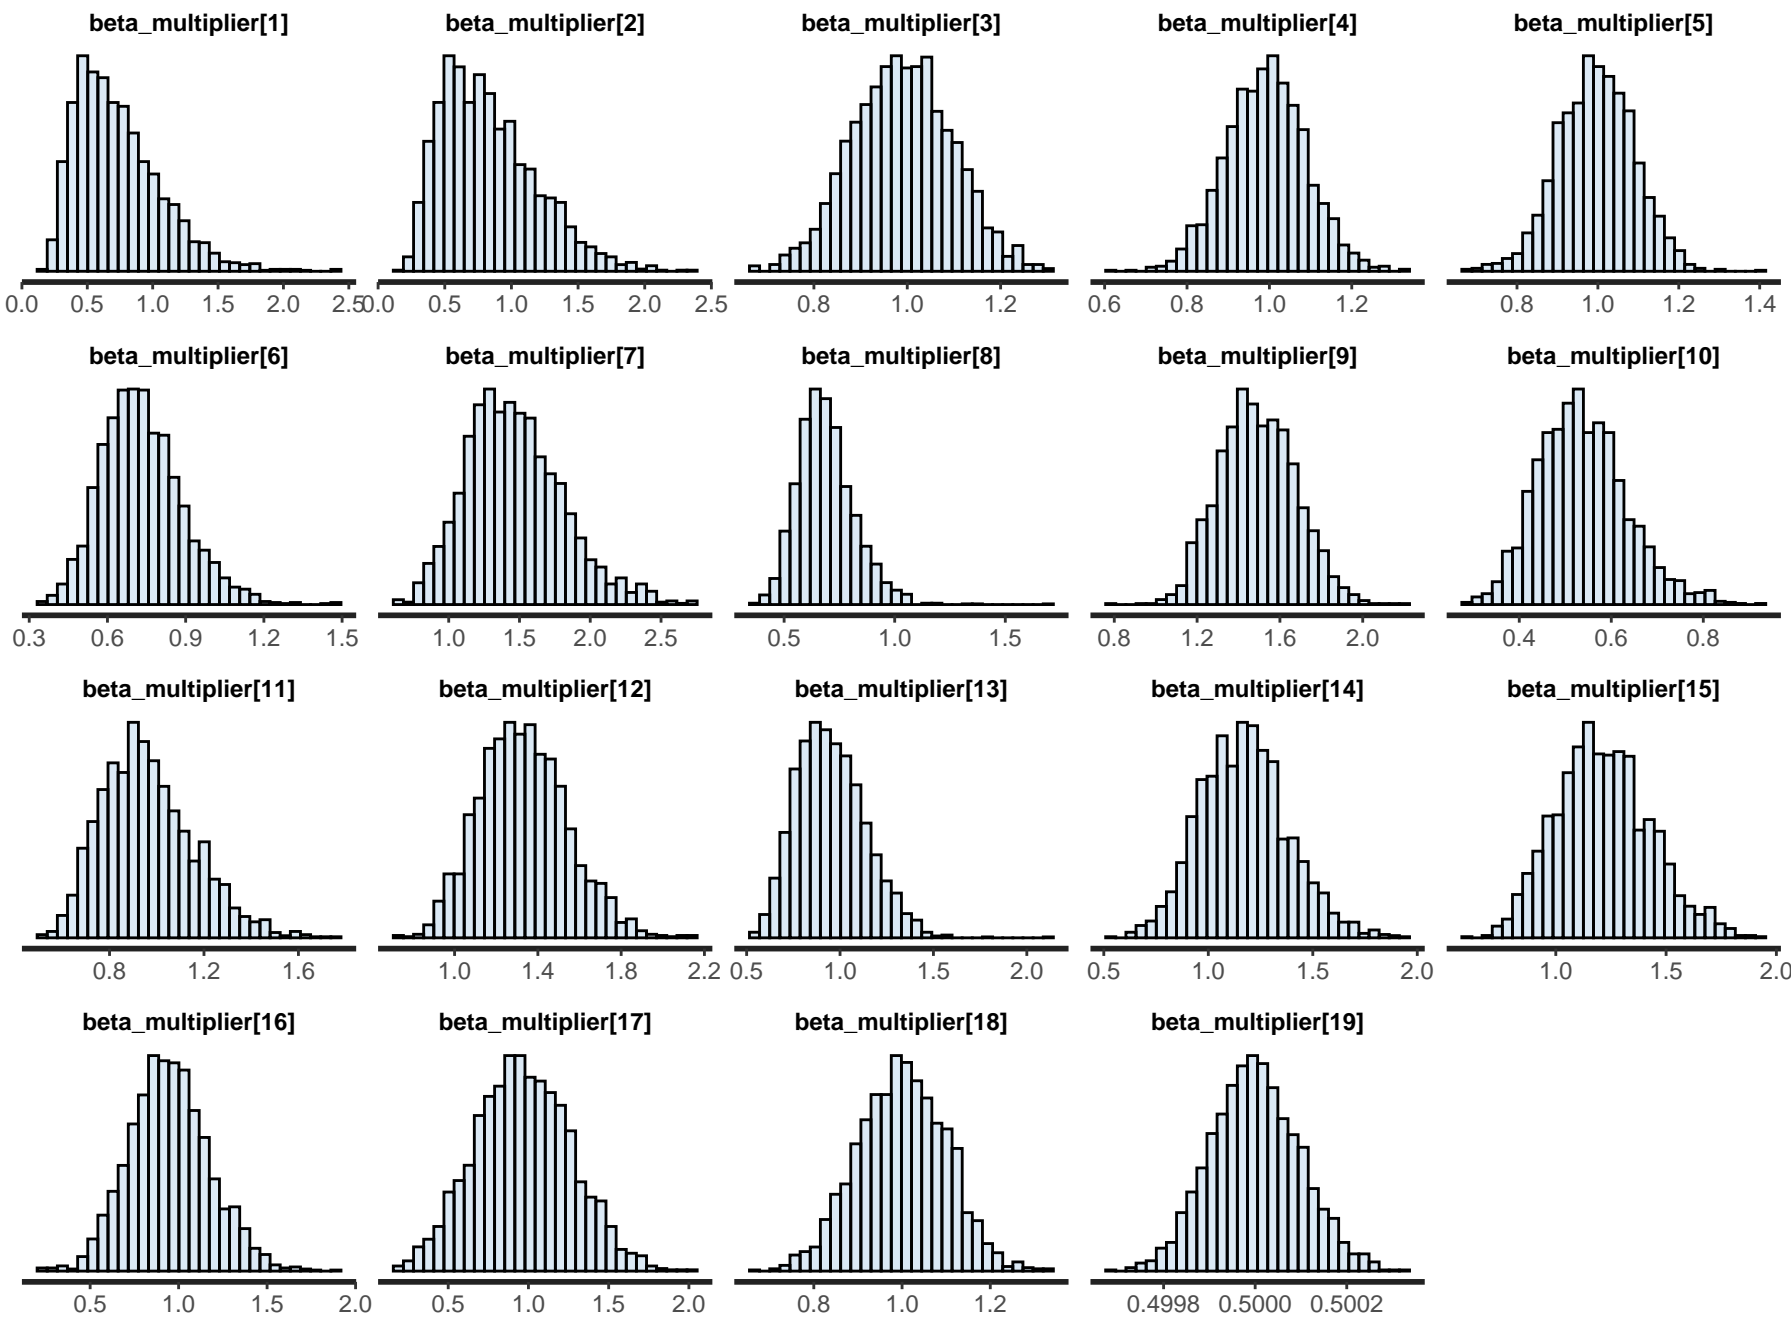 beta_multiplier[1] beta_multiplier[2] beta_multiplier[3] beta_multiplier[4] beta_multiplier[5]
0.0 0.5 1.0 1.5 2.0 2.5 0.0 0.5 1.0 1.5 2.0 2.5 0.8 1.0 1.2 0.6 0.8 1.0 1.2 0.8 1.0 1.2 1.4
beta_multiplier[6] beta_multiplier[7] beta_multiplier[8] beta_multiplier[9] beta_multiplier[10]
0.3 0.6 0.9 1.2 1.5 1.0 1.5 2.0 2.5 0.5 1.0 1.5 0.8 1.2 1.6 2.0 0.4 0.6 0.8
beta_multiplier[11] beta_multiplier[12] beta_multiplier[13] beta_multiplier[14] beta_multiplier[15]
0.8 1.2 1.6 1.0 1.4 1.8 2.2 0.5 1.0 1.5 2.0 0.5 1.0 1.5 2.0 1.0 1.5 2.0
beta_multiplier[16] beta_multiplier[17] beta_multiplier[18] beta_multiplier[19]
0.5 1.0 1.5 2.0 0.5 1.0 1.5 2.0 0.8 1.0 1.2 0.4998 0.5000 0.5002